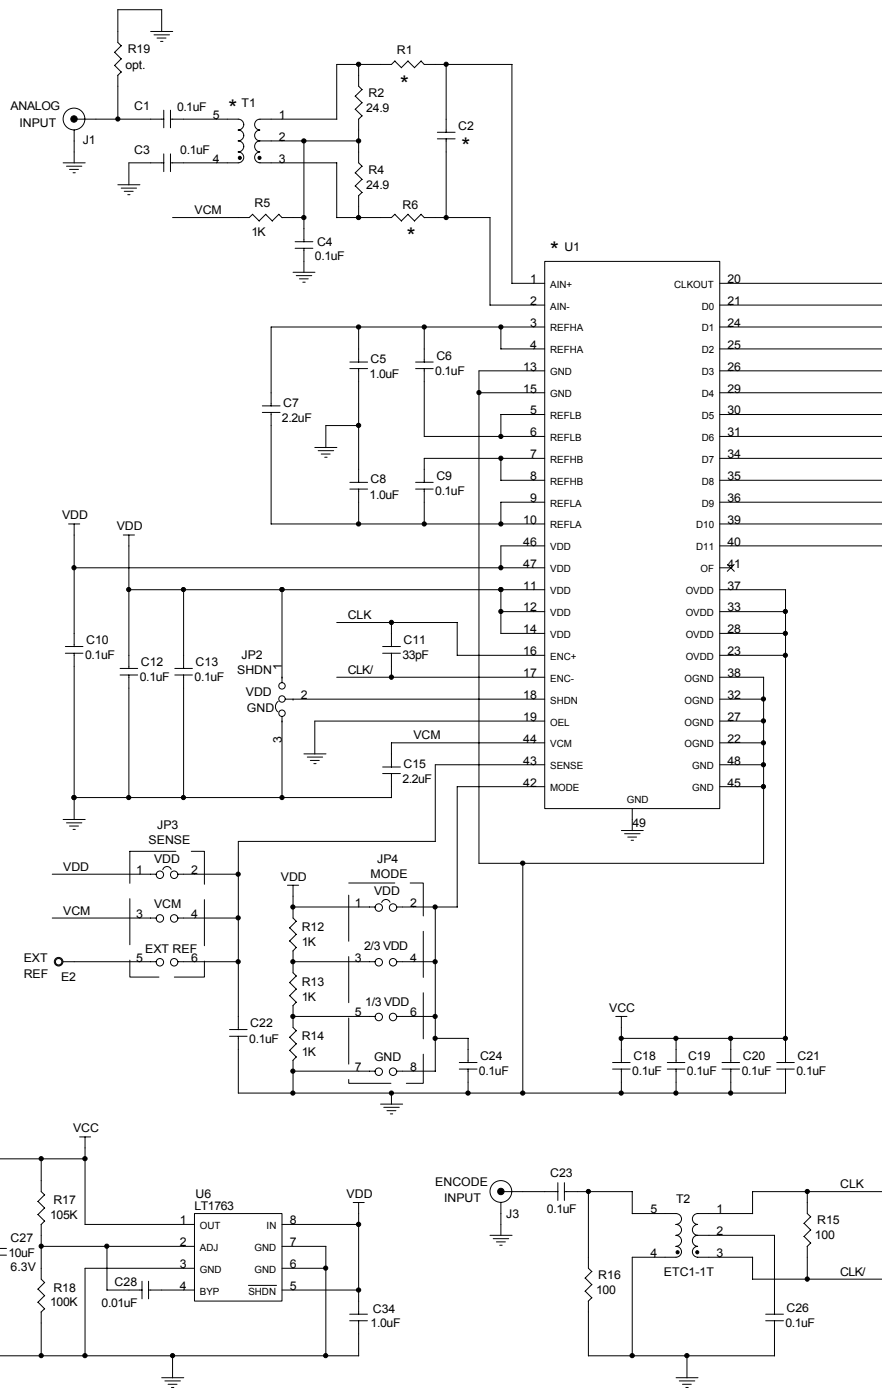 R19
opt.
ANALOG
INPUT
J1
C1
0.1uF
C3
0.1uF
* T1
5
4
1
2
3
R1
*
R2
24.9
R4
24.9
C2
*
R6
*
VCM
R5
1K
C4
0.1uF
* U1
1 AIN+ CLKOUT 20
2 AIN- D0 21
3 REFHA D1 24
4 REFHA D2 25
13 GND D3 26
15 GND D4 29
5 REFLB D5 30
6 REFLB D6 31
7 REFHB D7 34
8 REFHB D8 35
9 REFLA D9 36
10 REFLA D10 39
46 VDD D11 40
47 VDD OF 41
11 VDD OVDD 37
12 VDD OVDD 33
14 VDD OVDD 28
16 ENC+ OVDD 23
17 ENC- OGND 38
18 SHDN OGND 32
19 OEL OGND 27
44 VCM OGND 22
43 SENSE GND 48
42 MODE GND 45
GND
49
C5
1.0uF
C6
0.1uF
C7
2.2uF
C8
1.0uF
C9
0.1uF
VDD
VDD
C10
0.1uF
C12
0.1uF
C13
0.1uF
JP2
SHDN
1
VDD
2
GND
3
CLK
C11
33pF
CLK/
VCM
C15
2.2uF
JP3
SENSE
VDD
VDD
1 2
VCM
VCM
3 4
EXT
REF
E2
EXT REF
5 6
C22
0.1uF
VDD
R12
1K
R13
1K
R14
1K
JP4
MODE
VDD
1 2
2/3 VDD
3 4
1/3 VDD
5 6
GND
7 8
C24
0.1uF
VCC
C18
0.1uF
C19
0.1uF
C20
0.1uF
C21
0.1uF
VCC
R17
105K
C27
10uF
6.3V
R18
100K
C28
0.01uF
U6
LT1763
1 OUT IN 8
2 ADJ GND 7
3 GND GND 6
4 BYP SHDN 5
VDD
C34
1.0uF
ENCODE
INPUT
J3
C23
0.1uF
R16
100
T2
5
4
1
2
3
ETC1-1T
CLK
R15
100
CLK/
C26
0.1uF